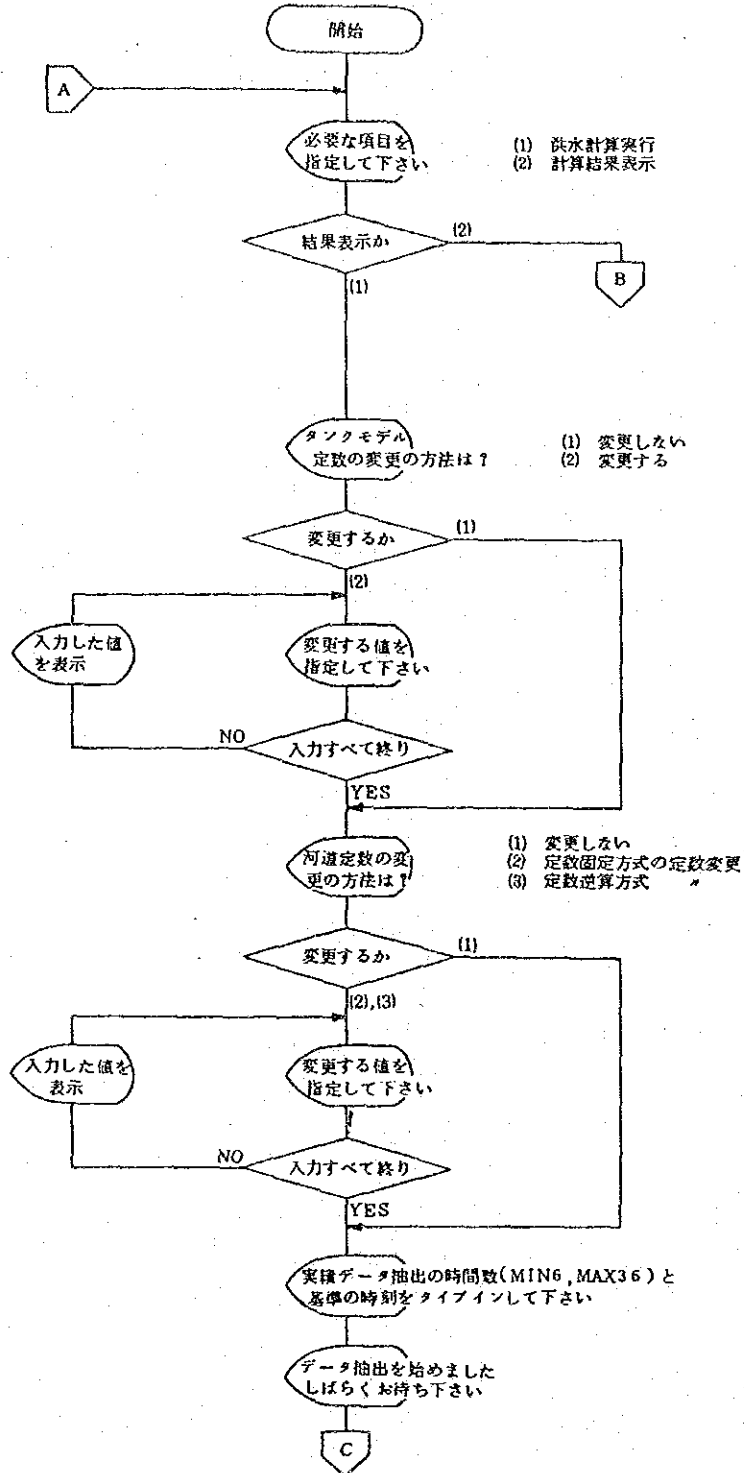 開始
A
必要な項目を
指定して下さい
(1) 洪水計算実行
(2) 計算結果表示
結果表示か
(2)
B
(1)
タンクモデル
定数の変更の方法は?
(1) 変更しない
(2) 変更する
変更するか
(1)
(2)
入力した値
を表示
変更する値を
指定して下さい
NO
入力すべて終り
YES
河道定数の変
更の方法は?
(1) 変更しない
(2) 定数固定方式の定数変更
(3) 定数逆算方式 〃
変更するか
(1)
(2),(3)
入力した値を
表示
変更する値を
指定して下さい
NO
入力すべて終り
YES
実績データ抽出の時間数(MIN6,MAX36)と
基準の時刻をタイプインして下さい
データ抽出を始めました
しばらくお待ち下さい
C